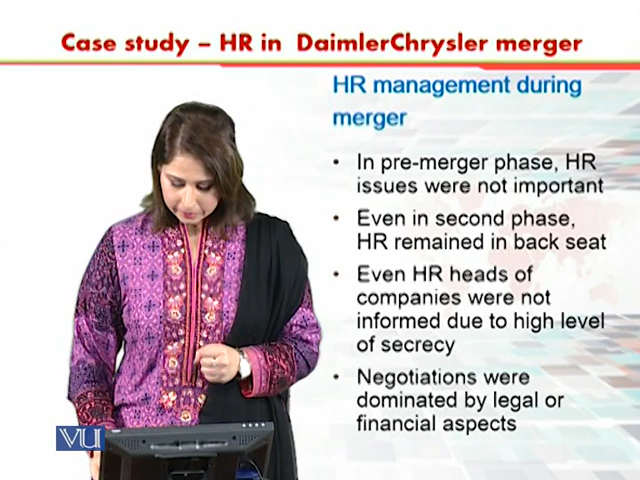 Case study – HR in DaimlerChrysler merger
HR management during
merger
• In pre-merger phase, HR
issues were not important
• Even in second phase,
HR remained in back seat
• Even HR heads of
companies were not
informed due to high level
of secrecy
• Negotiations were
dominated by legal or
financial aspects
VU